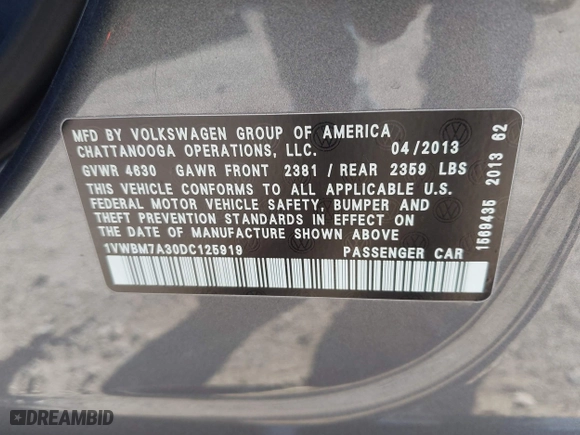 MFD BY VOLKSWAGEN GROUP OF AMERICA
CHATTANOOGA OPERATIONS, LLC. 04/2013
GVWR 4630 GAWR FRONT 2381 / REAR 2359 LBS
THIS VEHICLE CONFORMS TO ALL APPLICABLE U.S.
FEDERAL MOTOR VEHICLE SAFETY, BUMPER AND
THEFT PREVENTION STANDARDS IN EFFECT ON
THE DATE OF MANUFACTURE SHOWN ABOVE
1VWBM7A30DC125919 PASSENGER CAR
1569435 2013 62
DREAMBID